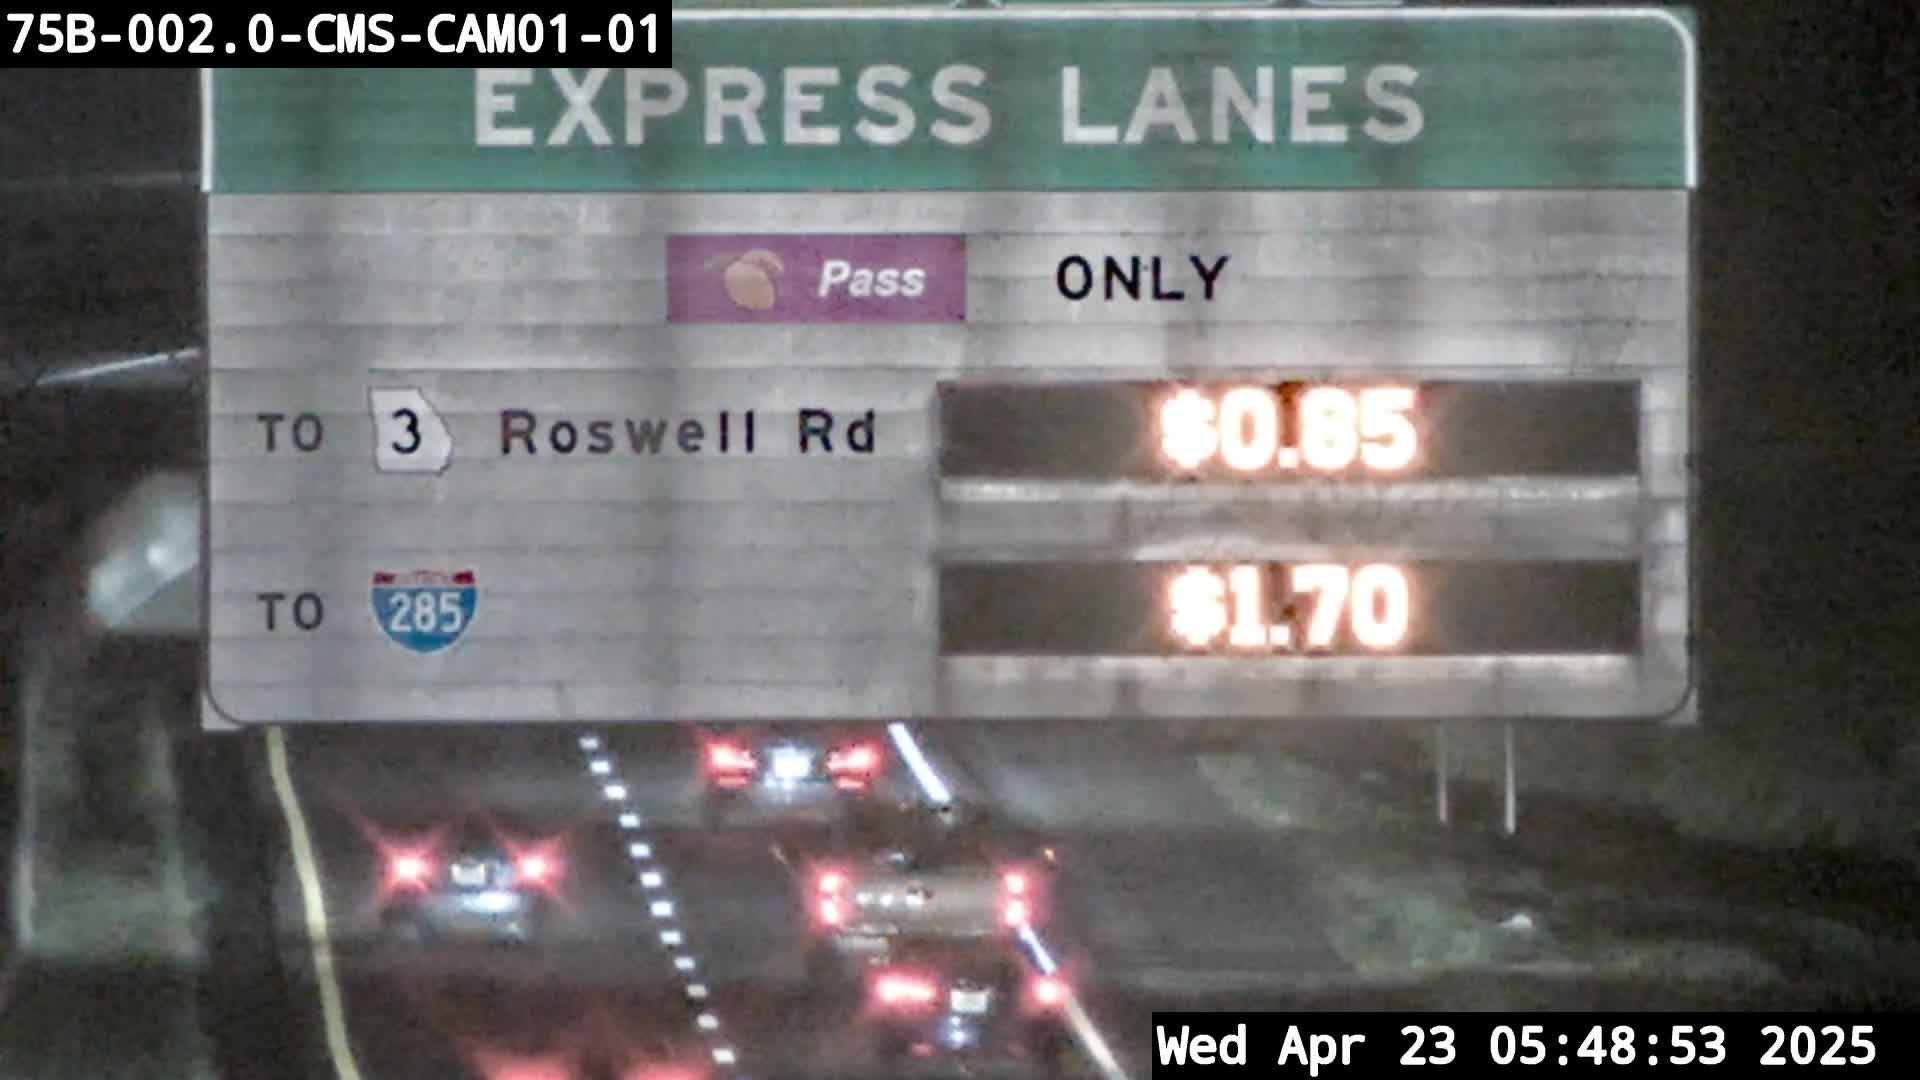 75B-002.0-CMS-CAM01-01
EXPRESS LANES
Pass ONLY
TO 3 Roswell Rd $0.85
TO 285 $1.70
Wed Apr 23 05:48:53 2025